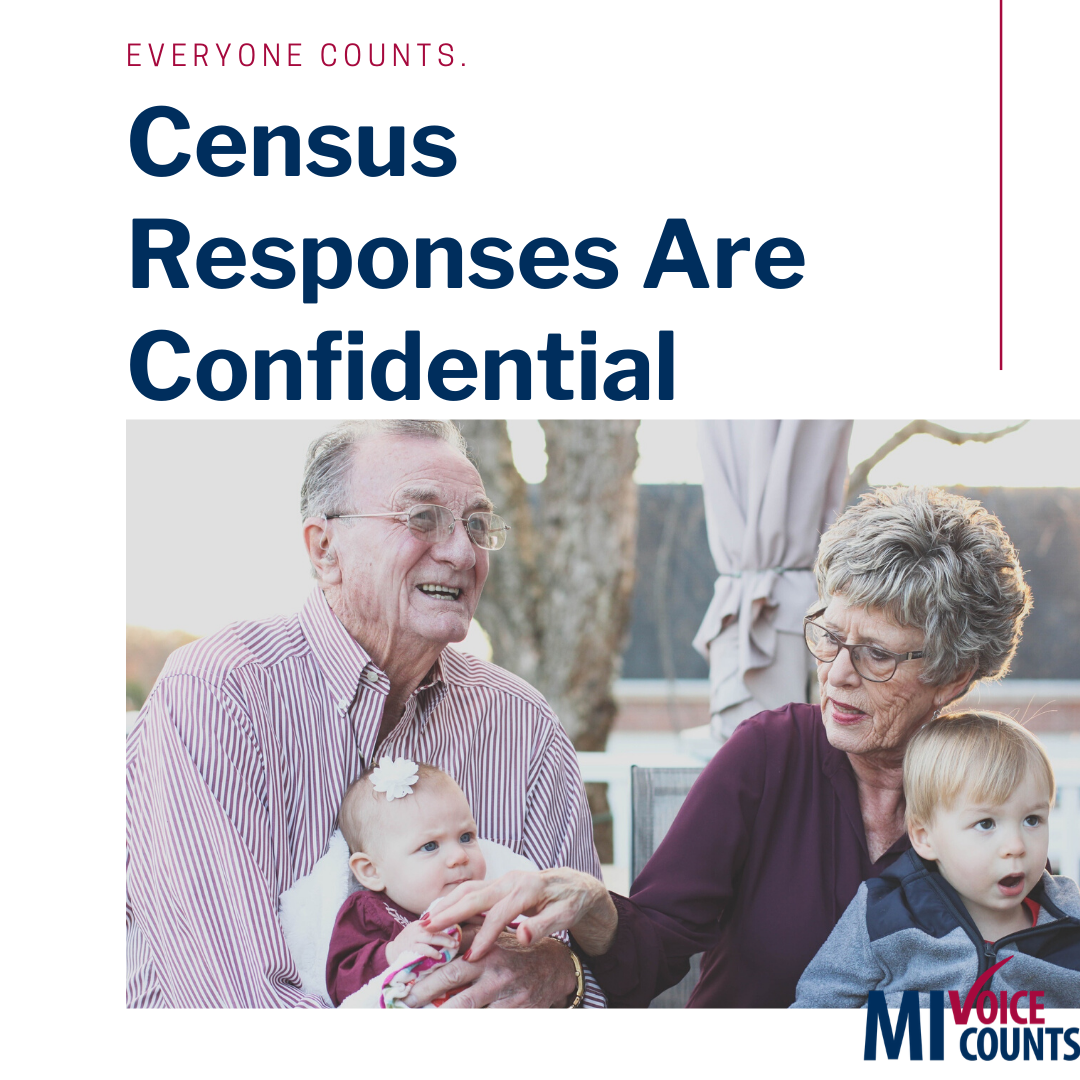 EVERYONE COUNTS.
Census
Responses Are
Confidential
MI VOICE
COUNTS